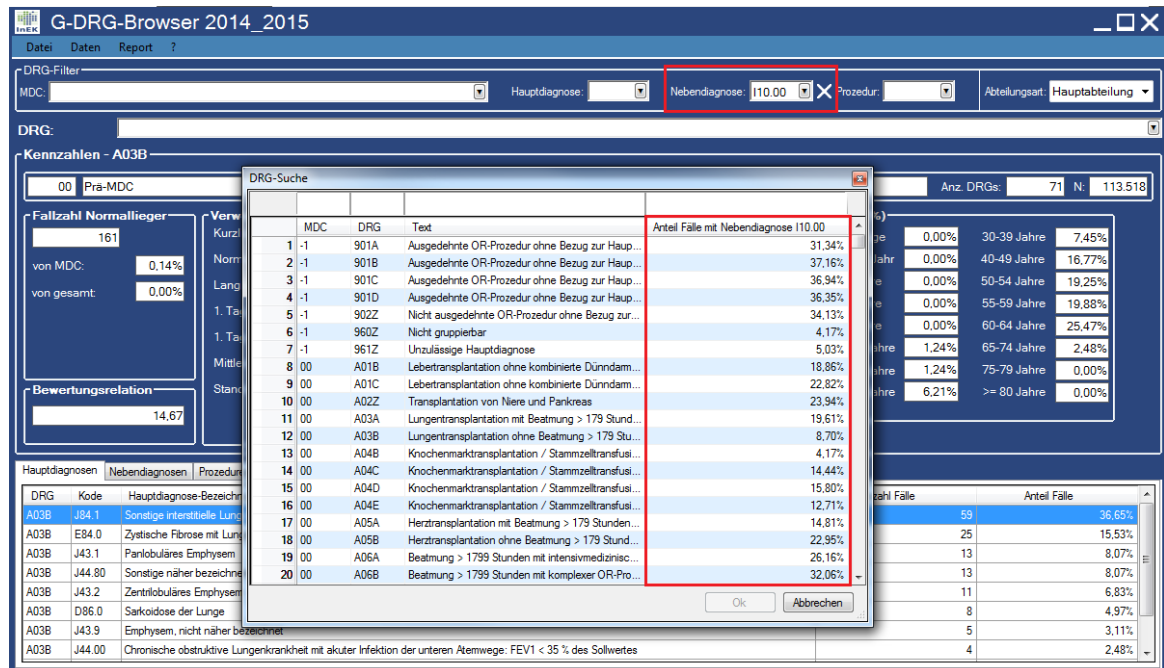 InEK G-DRG-Browser 2014_2015
Datei Daten Report ?
DRG-Filter
MDC: Hauptdiagnose: Nebendiagnose: I10.00 Prozedur: Abteilungsart: Hauptabteilung
DRG:
Kennzahlen - A03B
00 Prä-MDC Anz. DRGs: 71 N: 113.518
Fallzahl Normallieger
161
von MDC: 0,14%
von gesamt: 0,00%
Bewertungsrelation
14,67
DRG-Suche
MDC DRG Text Anteil Fälle mit Nebendiagnose I10.00
1 -1 901A Ausgedehnte OR-Prozedur ohne Bezug zur Haup... 31,34%
2 -1 901B Ausgedehnte OR-Prozedur ohne Bezug zur Haup... 37,16%
3 -1 901C Ausgedehnte OR-Prozedur ohne Bezug zur Haup... 36,94%
4 -1 901D Ausgedehnte OR-Prozedur ohne Bezug zur Haup... 36,35%
5 -1 902Z Nicht ausgedehnte OR-Prozedur ohne Bezug zur... 34,13%
6 -1 960Z Nicht gruppierbar 4,17%
7 -1 961Z Unzulässige Hauptdiagnose 5,03%
8 00 A01B Lebertransplantation ohne kombinierte Dünndarm... 18,86%
9 00 A01C Lebertransplantation ohne kombinierte Dünndarm... 22,82%
10 00 A02Z Transplantation von Niere und Pankreas 23,94%
11 00 A03A Lungentransplantation mit Beatmung > 179 Stund... 19,61%
12 00 A03B Lungentransplantation ohne Beatmung > 179 Stu... 8,70%
13 00 A04B Knochenmarktransplantation / Stammzelltransfusi... 4,17%
14 00 A04C Knochenmarktransplantation / Stammzelltransfusi... 14,44%
15 00 A04D Knochenmarktransplantation / Stammzelltransfusi... 15,80%
16 00 A04E Knochenmarktransplantation / Stammzelltransfusi... 12,71%
17 00 A05A Herztransplantation mit Beatmung > 179 Stunden... 14,81%
18 00 A05B Herztransplantation ohne Beatmung > 179 Stund... 22,95%
19 00 A06A Beatmung > 1799 Stunden mit intensivmedizinisc... 26,16%
20 00 A06B Beatmung > 1799 Stunden mit komplexer OR-Pro... 32,06%
Ok Abbrechen
0,00% 30-39 Jahre 7,45%
0,00% 40-49 Jahre 16,77%
0,00% 50-54 Jahre 19,25%
0,00% 55-59 Jahre 19,88%
0,00% 60-64 Jahre 25,47%
1,24% 65-74 Jahre 2,48%
1,24% 75-79 Jahre 0,00%
6,21% >= 80 Jahre 0,00%
Hauptdiagnosen Nebendiagnosen
DRG Kode Anteil Fälle
A03B J84.1 Sonstige interstitielle 59 36,65%
A03B E84.0 Zystische Fibrose mit 25 15,53%
A03B J43.1 Panlobuläres Emphysem 13 8,07%
A03B J44.80 Sonstige näher 13 8,07%
A03B J43.2 Zentrilobuläres Emphysem 11 6,83%
A03B D86.0 Sarkoidose der Lunge 8 4,97%
A03B J43.9 Emphysem, nicht näher bezeichnet 5 3,11%
A03B J44.00 Chronische obstruktive Lungenkrankheit mit akuter Infektion der unteren Atemwege: FEV1 < 35 % des Sollwertes 4 2,48%